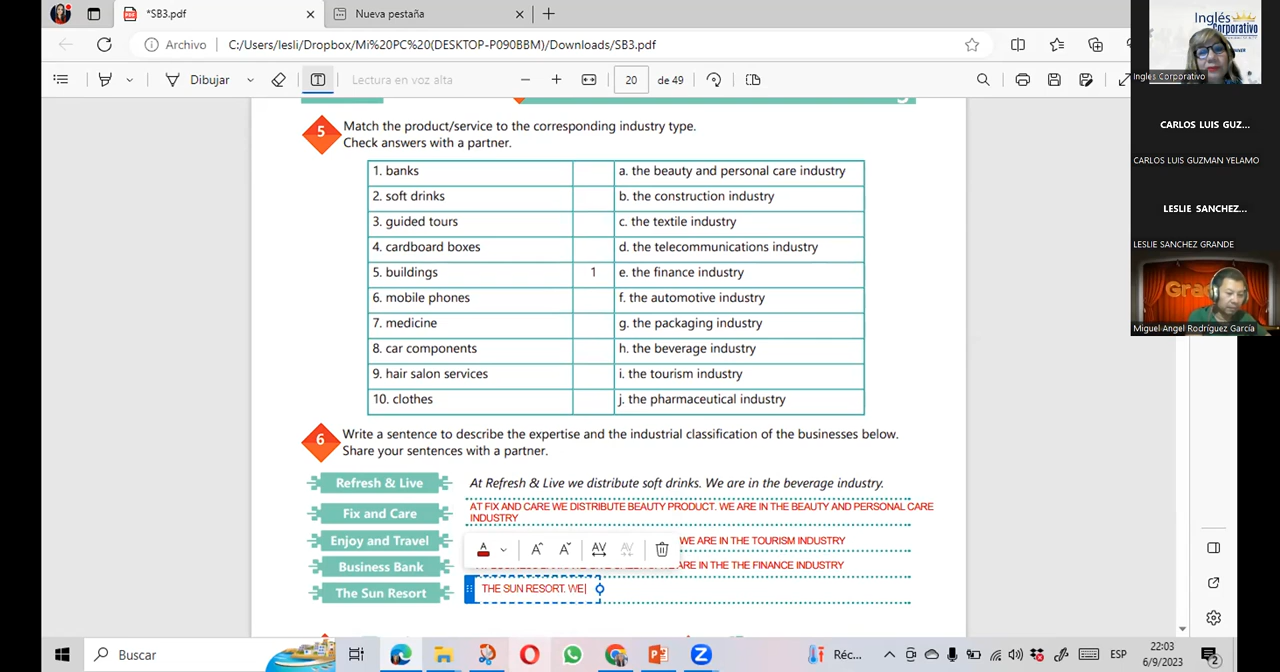 *SB3.pdf
Nueva pestaña
Archivo
C:/Users/lesli/Dropbox/Mi%20PC%20(DESKTOP-P090BBM)/Downloads/SB3.pdf
Dibujar
Lectura en voz alta
20
de 49
5
Match the product/service to the corresponding industry type.
Check answers with a partner.
1. banks
a. the beauty and personal care industry
2. soft drinks
b. the construction industry
3. guided tours
c. the textile industry
4. cardboard boxes
d. the telecommunications industry
5. buildings
1
e. the finance industry
6. mobile phones
f. the automotive industry
7. medicine
g. the packaging industry
8. car components
h. the beverage industry
9. hair salon services
i. the tourism industry
10. clothes
j. the pharmaceutical industry
6
Write a sentence to describe the expertise and the industrial classification of the businesses below.
Share your sentences with a partner.
Refresh & Live
At Refresh & Live we distribute soft drinks. We are in the beverage industry.
Fix and Care
AT FIX AND CARE WE DISTRIBUTE BEAUTY PRODUCT. WE ARE IN THE BEAUTY AND PERSONAL CARE
INDUSTRY
Enjoy and Travel
WE ARE IN THE TOURISM INDUSTRY
Business Bank
ARE IN THE THE FINANCE INDUSTRY
The Sun Resort
THE SUN RESORT. WE
Inglés
Corporativo
Inglés Corporativo
CARLOS LUIS GUZ...
CARLOS LUIS GUZMAN YELAMO
LESLIE SANCHEZ...
LESLIE SANCHEZ GRANDE
Miguel Angel Rodríguez García
Buscar
Réc...
ESP
22:03
6/9/2023